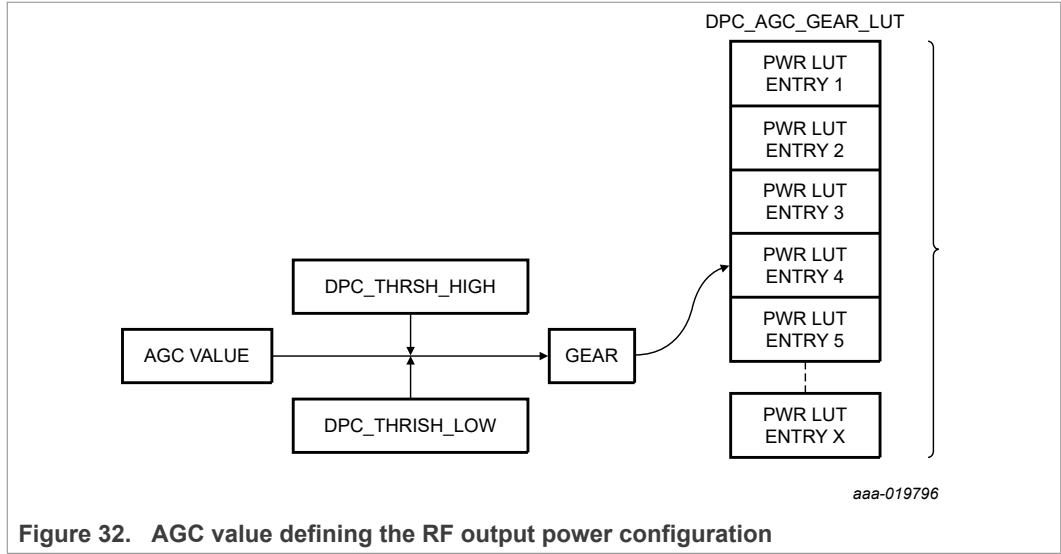 DPC_AGC_GEAR_LUT
PWR LUT
ENTRY 1
PWR LUT
ENTRY 2
PWR LUT
ENTRY 3
PWR LUT
ENTRY 4
PWR LUT
ENTRY 5
PWR LUT
ENTRY X
DPC_THRSH_HIGH
AGC VALUE
GEAR
DPC_THRISH_LOW
aaa-019796
Figure 32. AGC value defining the RF output power configuration